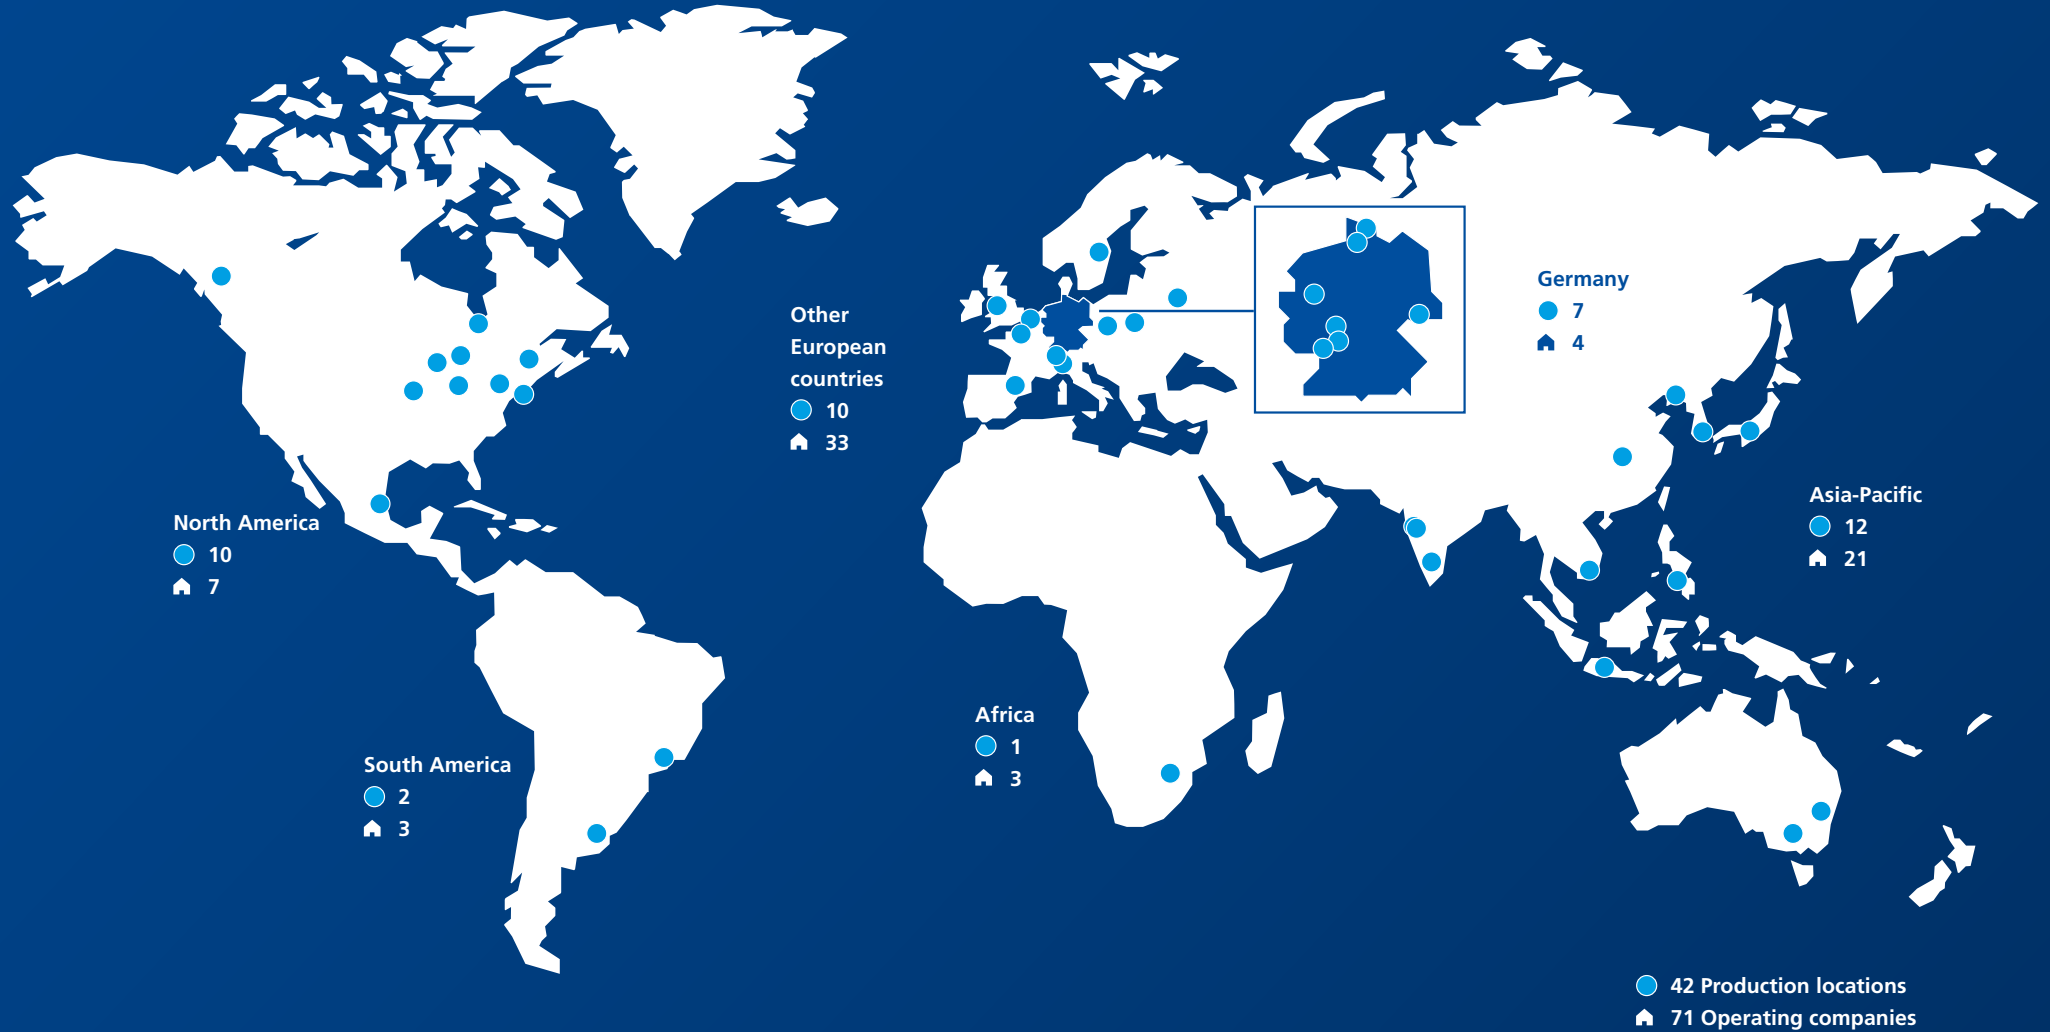 Germany
7
4
Other
European
countries
10
33
Asia-Pacific
12
21
North America
10
7
Africa
1
3
South America
2
3
42 Production locations
71 Operating companies